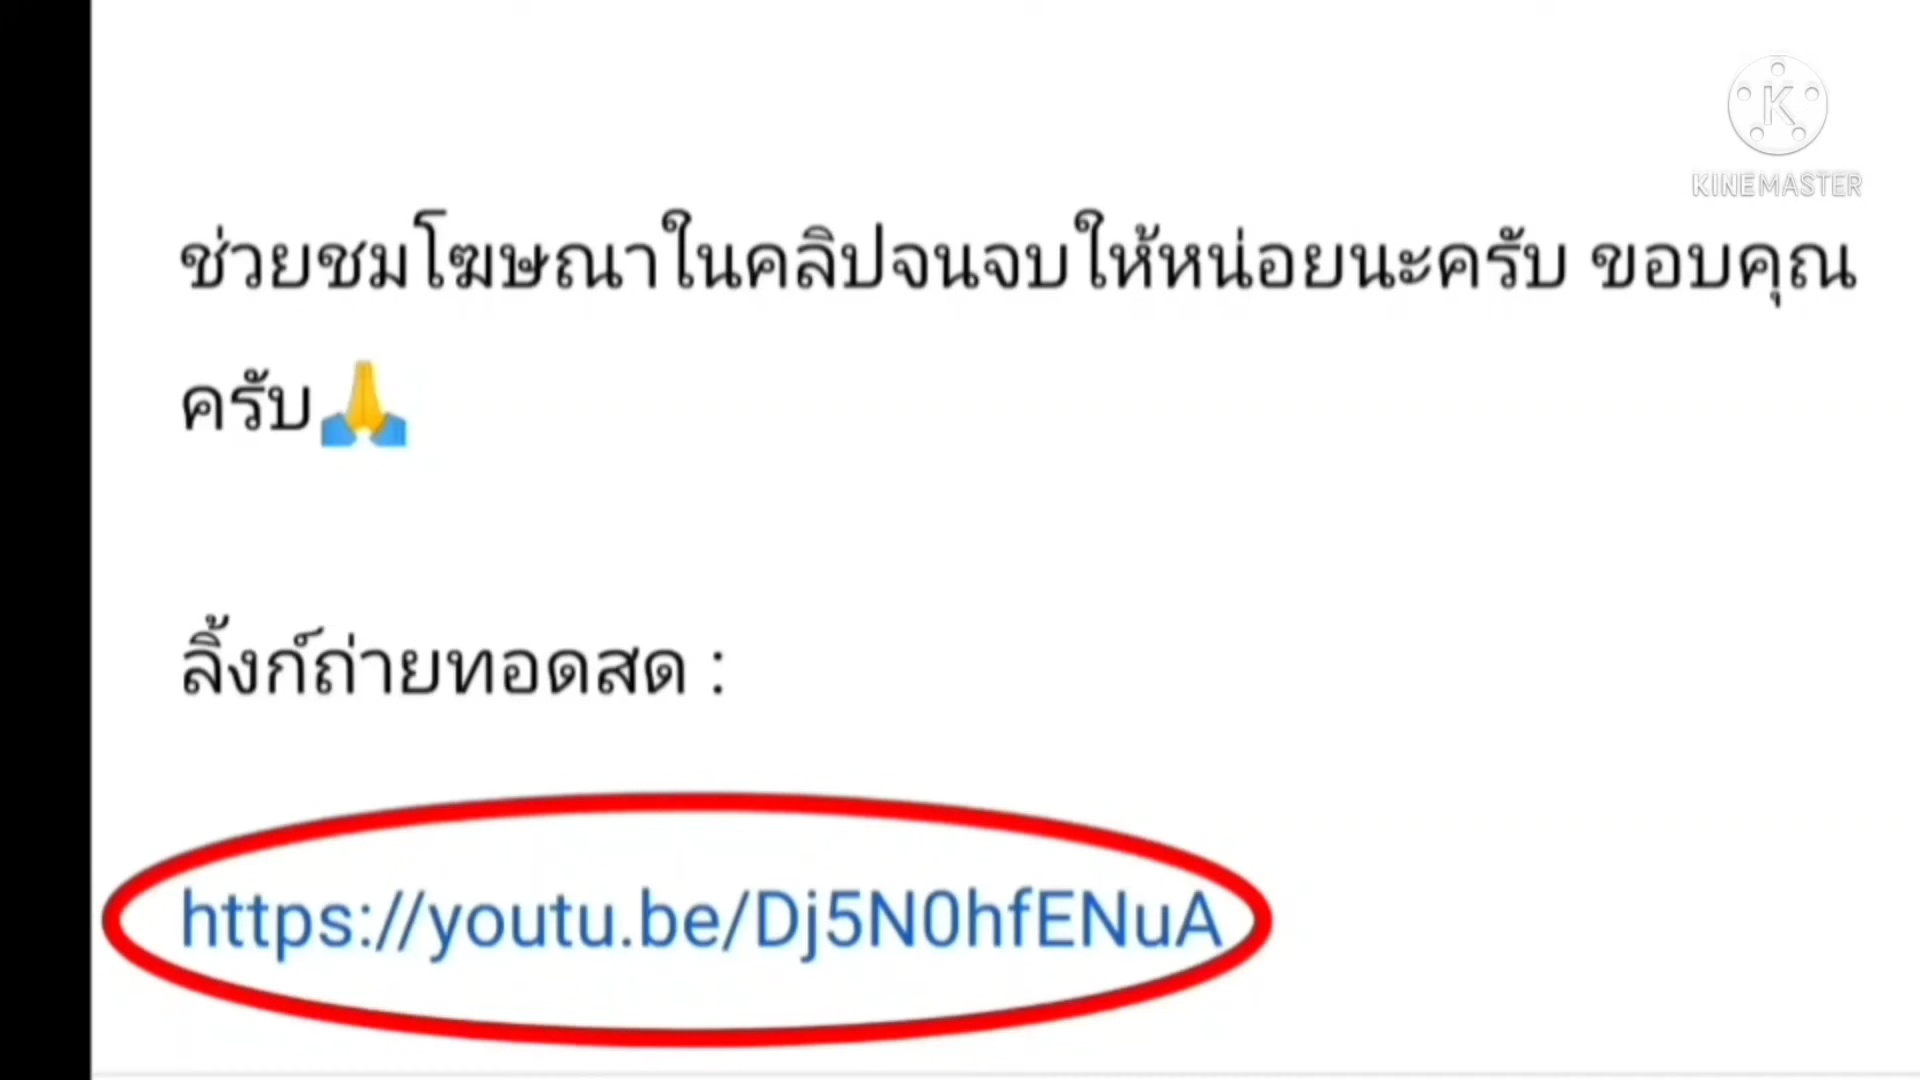 K
KINEMASTER
ช่วยชมโฆษณาในคลิปจนจบให้หน่อยนะครับ ขอบคุณ
ครับ🙏
ลิ้งก์ถ่ายทอดสด :
https://youtu.be/Dj5N0hfENuA